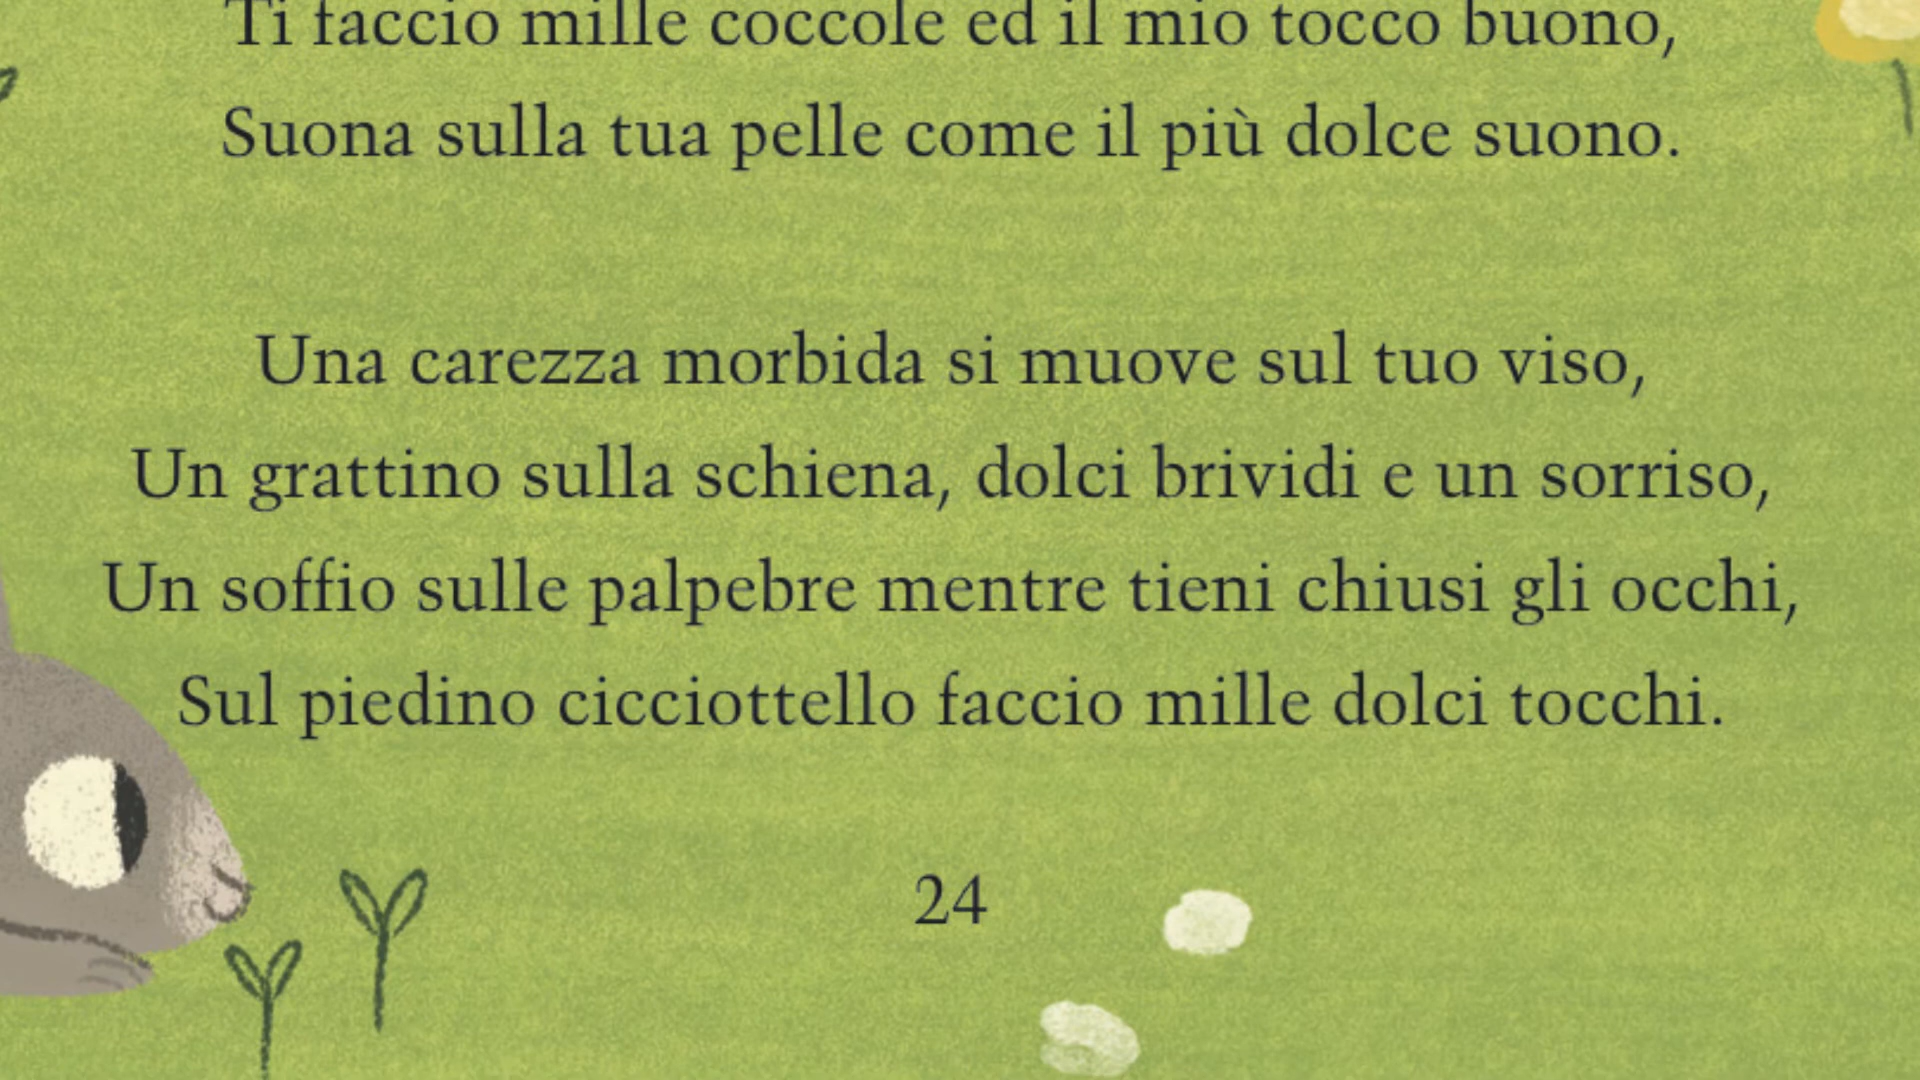 Ti faccio mille coccole ed il mio tocco buono,
Suona sulla tua pelle come il più dolce suono.
Una carezza morbida si muove sul tuo viso,
Un grattino sulla schiena, dolci brividi e un sorriso,
Un soffio sulle palpebre mentre tieni chiusi gli occhi,
Sul piedino cicciottello faccio mille dolci tocchi.
24